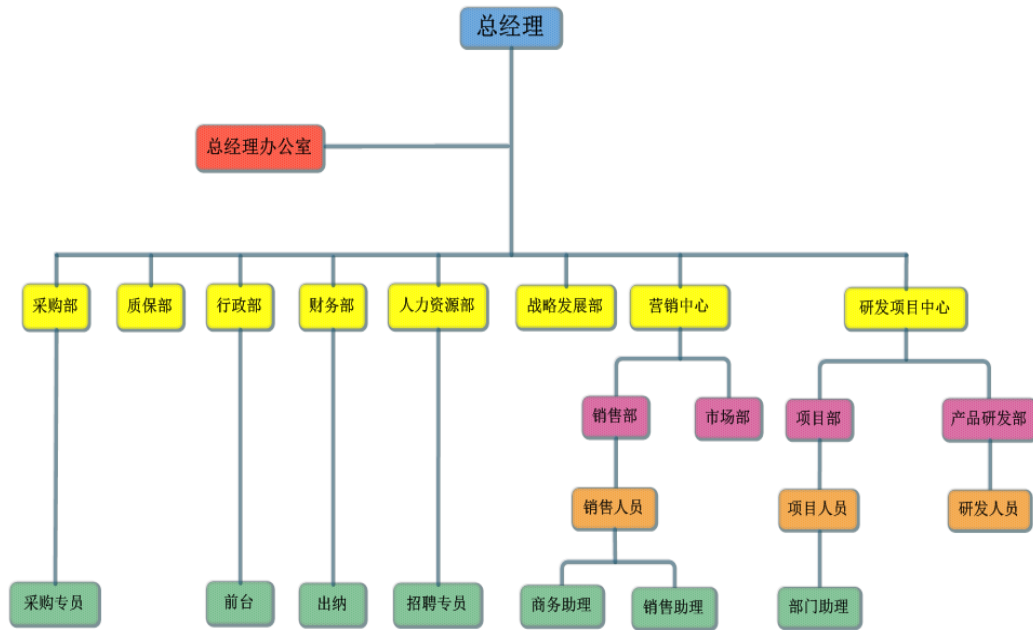 总经理
总经理办公室
采购部
质保部
行政部
财务部
人力资源部
战略发展部
营销中心
研发项目中心
销售部
市场部
项目部
产品研发部
销售人员
项目人员
研发人员
采购专员
前台
出纳
招聘专员
商务助理
销售助理
部门助理